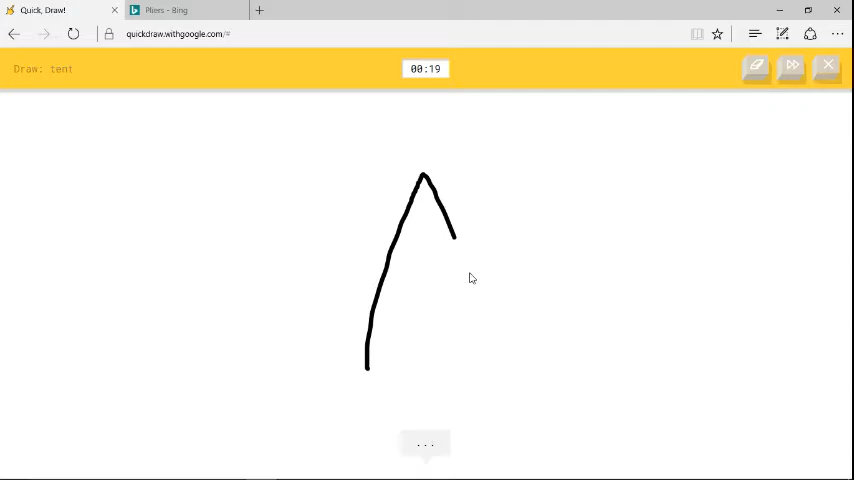 Quick, Draw!
Pliers - Bing
quickdraw.withgoogle.com/#
Draw: tent
00:19
...